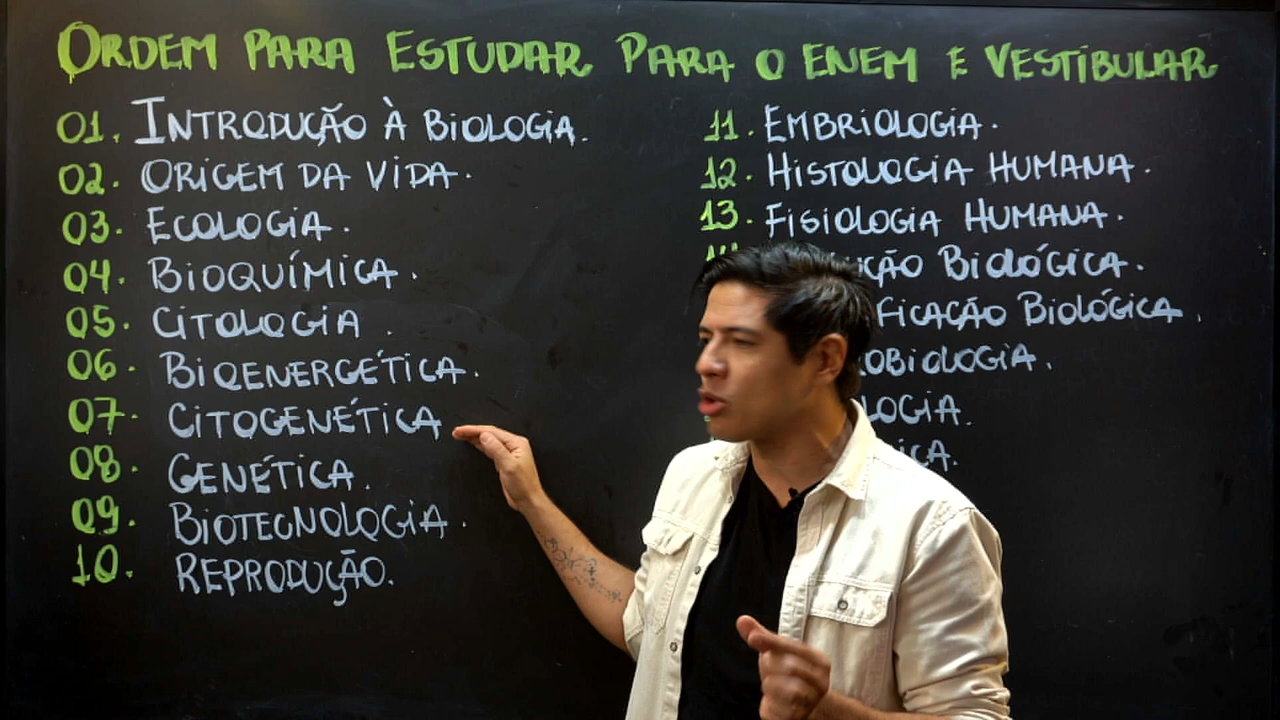 ORDEM PARA ESTUDAR PARA O ENEM E VESTIBULAR
01. INTRODUÇÃO À BIOLOGIA.
02. ORIGEM DA VIDA.
03. ECOLOGIA.
04. BIOQUÍMICA.
05. CITOLOGIA.
06. BIOENERGÉTICA.
07. CITOGENÉTICA
08. GENÉTICA.
09. BIOTECNOLOGIA.
10. REPRODUÇÃO.
11. EMBRIOLOGIA.
12. HISTOLOGIA HUMANA.
13. FISIOLOGIA HUMANA.
BIOLÓGICA.
BIOLÓGICA.